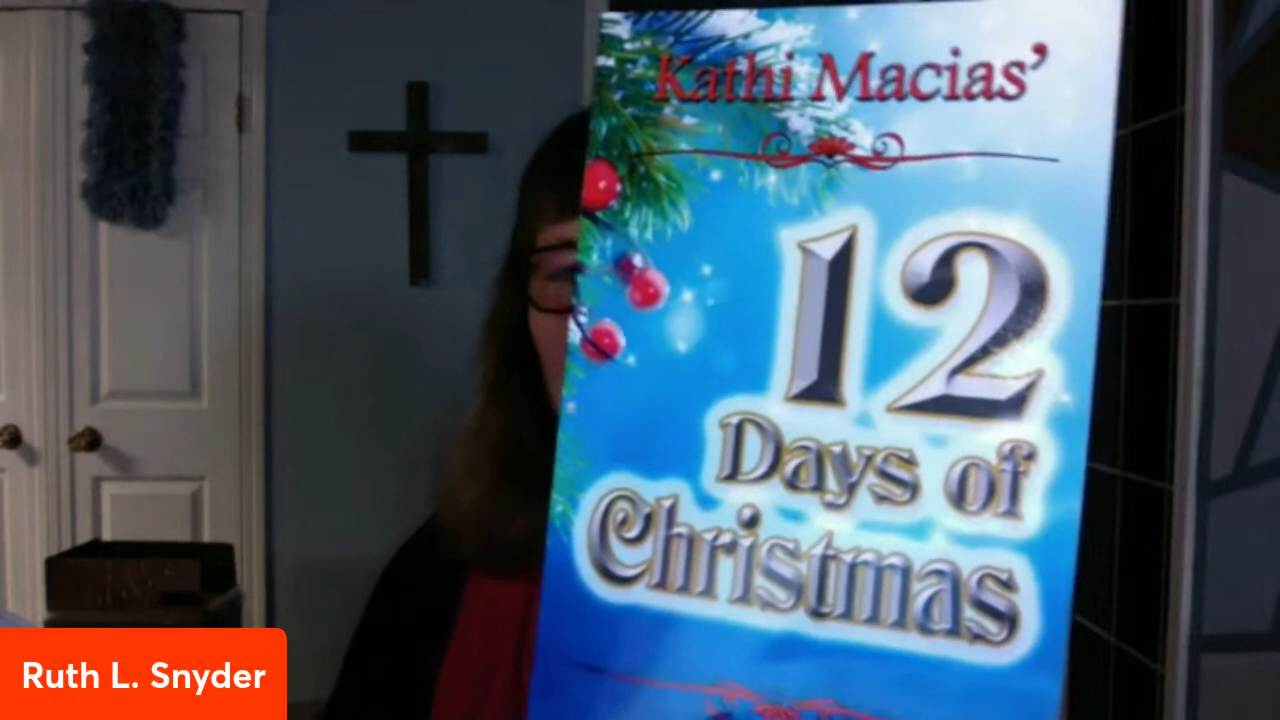 Kathi Macias’
12
Days of
Christmas
Ruth L. Snyder